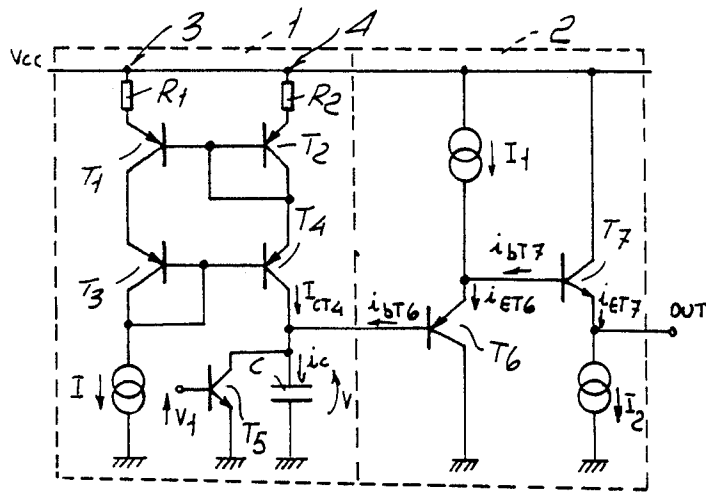 3 1 4 2
Vcc
R1 R2
T1 T2
I1
T4 T7
ibT7
T3 ICT4 iET6 iET7
ibT6
OUT
T6
I C ic V
V1 T5 I2